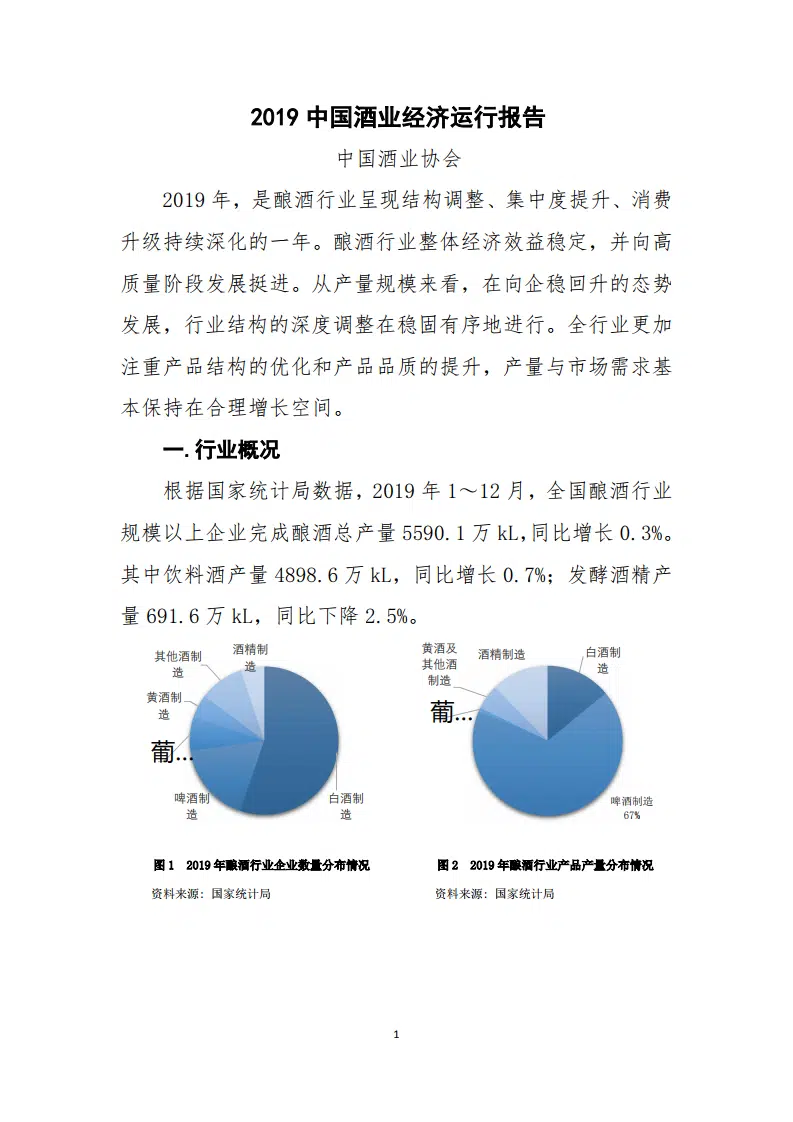 2019 中国酒业经济运行报告
中国酒业协会
2019 年，是酿酒行业呈现结构调整、集中度提升、消费
升级持续深化的一年。酿酒行业整体经济效益稳定，并向高
质量阶段发展挺进。从产量规模来看，在向企稳回升的态势
发展，行业结构的深度调整在稳固有序地进行。全行业更加
注重产品结构的优化和产品品质的提升，产量与市场需求基
本保持在合理增长空间。
一.行业概况
根据国家统计局数据，2019 年 1～12 月，全国酿酒行业
规模以上企业完成酿酒总产量 5590.1 万 kL，同比增长 0.3%。
其中饮料酒产量 4898.6 万 kL，同比增长 0.7%；发酵酒精产
量 691.6 万 kL，同比下降 2.5%。
酒精制
造
其他酒制
造
黄酒制
造
葡...
啤酒制
造
白酒制
造
图 1 2019 年酿酒行业企业数量分布情况
资料来源：国家统计局
黄酒及
其他酒
制造
酒精制造
白酒制
造
葡...
啤酒制造
67%
图 2 2019 年酿酒行业产品产量分布情况
资料来源：国家统计局
1